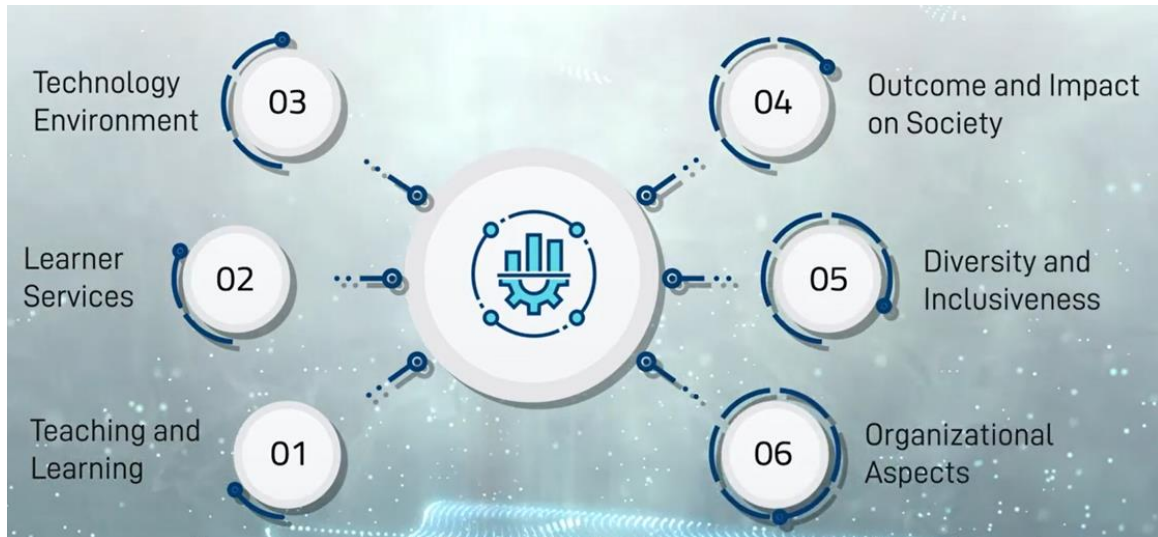 03
Technology
Environment
04
Outcome and Impact
on Society
Learner
Services
02
05
Diversity and
Inclusiveness
Teaching and
Learning
01
06
Organizational
Aspects